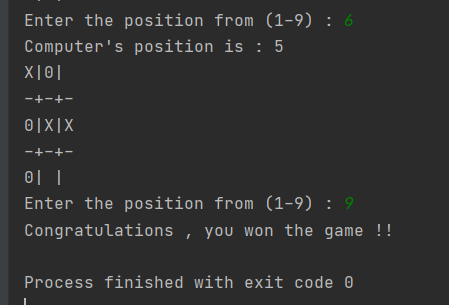 Enter the position from (1-9) : 6
Computer's position is : 5
X|0|
-+-+-
0|X|X
-+-+-
0| |
Enter the position from (1-9) : 9
Congratulations , you won the game !!
Process finished with exit code 0